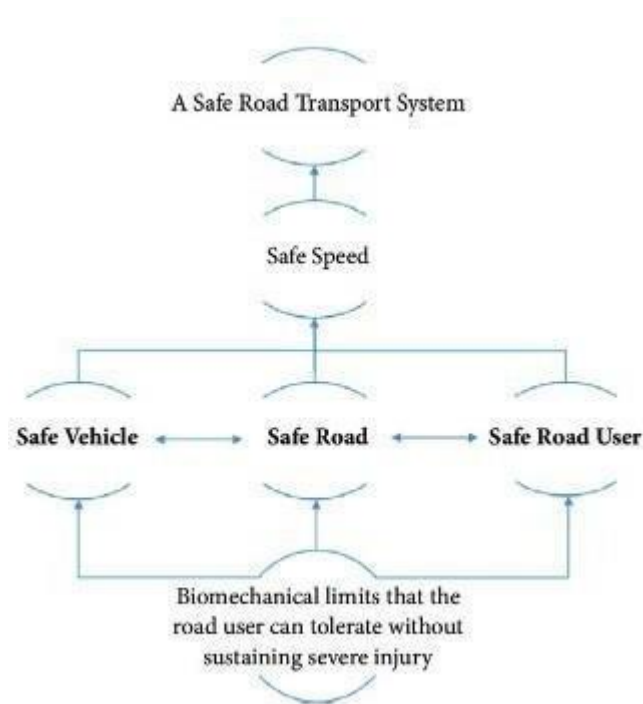 A Safe Road Transport System
Safe Speed
Safe Vehicle
Safe Road
Safe Road User
Biomechanical limits that the
road user can tolerate without
sustaining severe injury